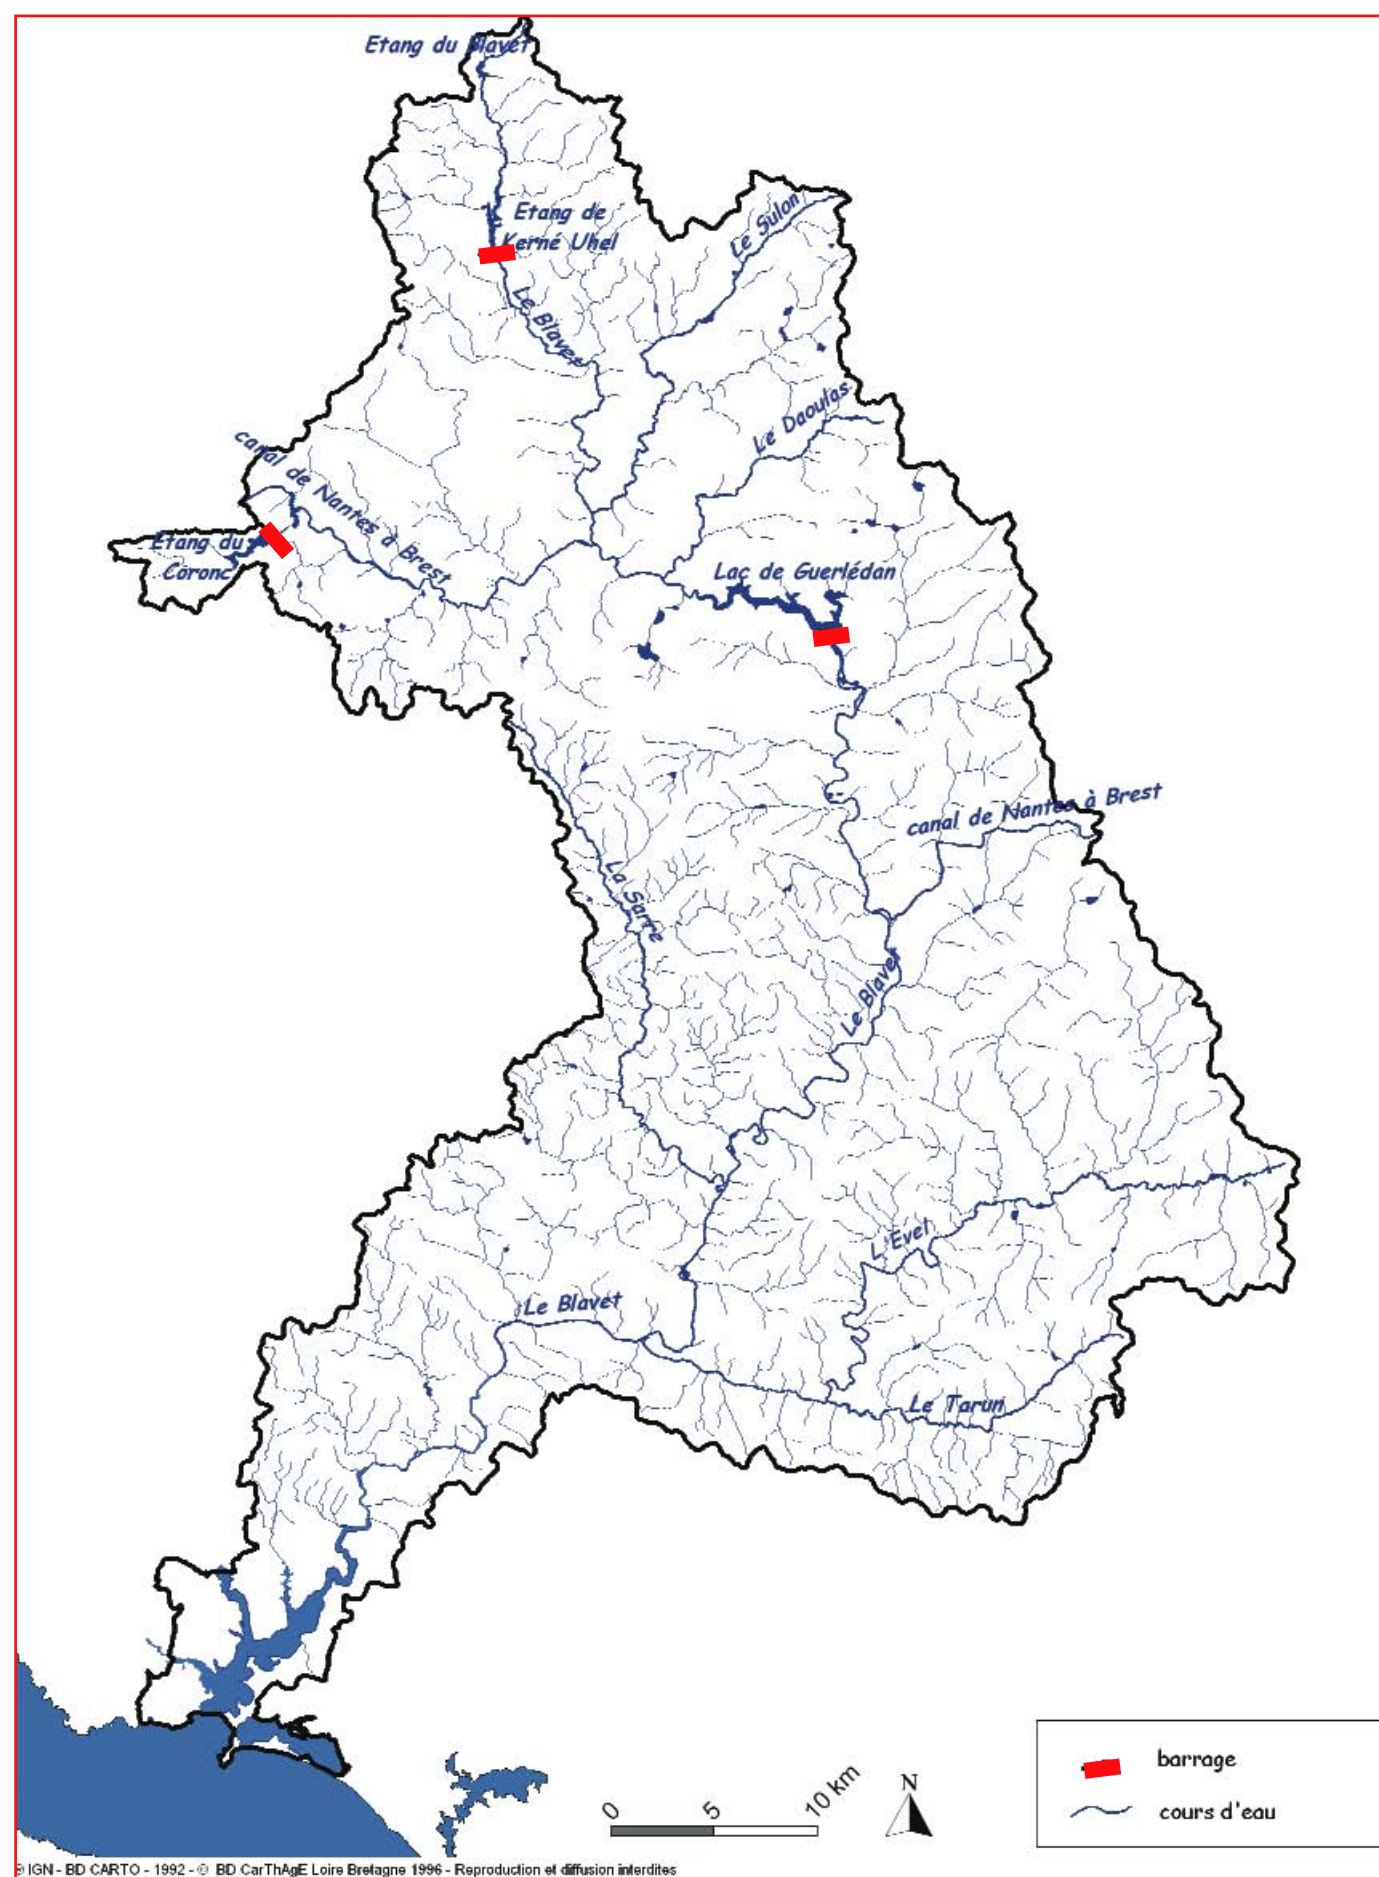 Etang du Blavet
Le Sulon
Etang de
Kerné Uhel
Le Blavet
Le Daoulas
canal de Nantes à Brest
Etang du
Coronc
Lac de Guerlédan
canal de Nantes à Brest
La Sarre
Le Blavet
L'Evel
Le Blavet
Le Tarun
barrage
cours d'eau
0 5 10 km
N
© IGN - BD CARTO - 1992 - © BD CarThAgE Loire Bretagne 1996 - Reproduction et diffusion interdites